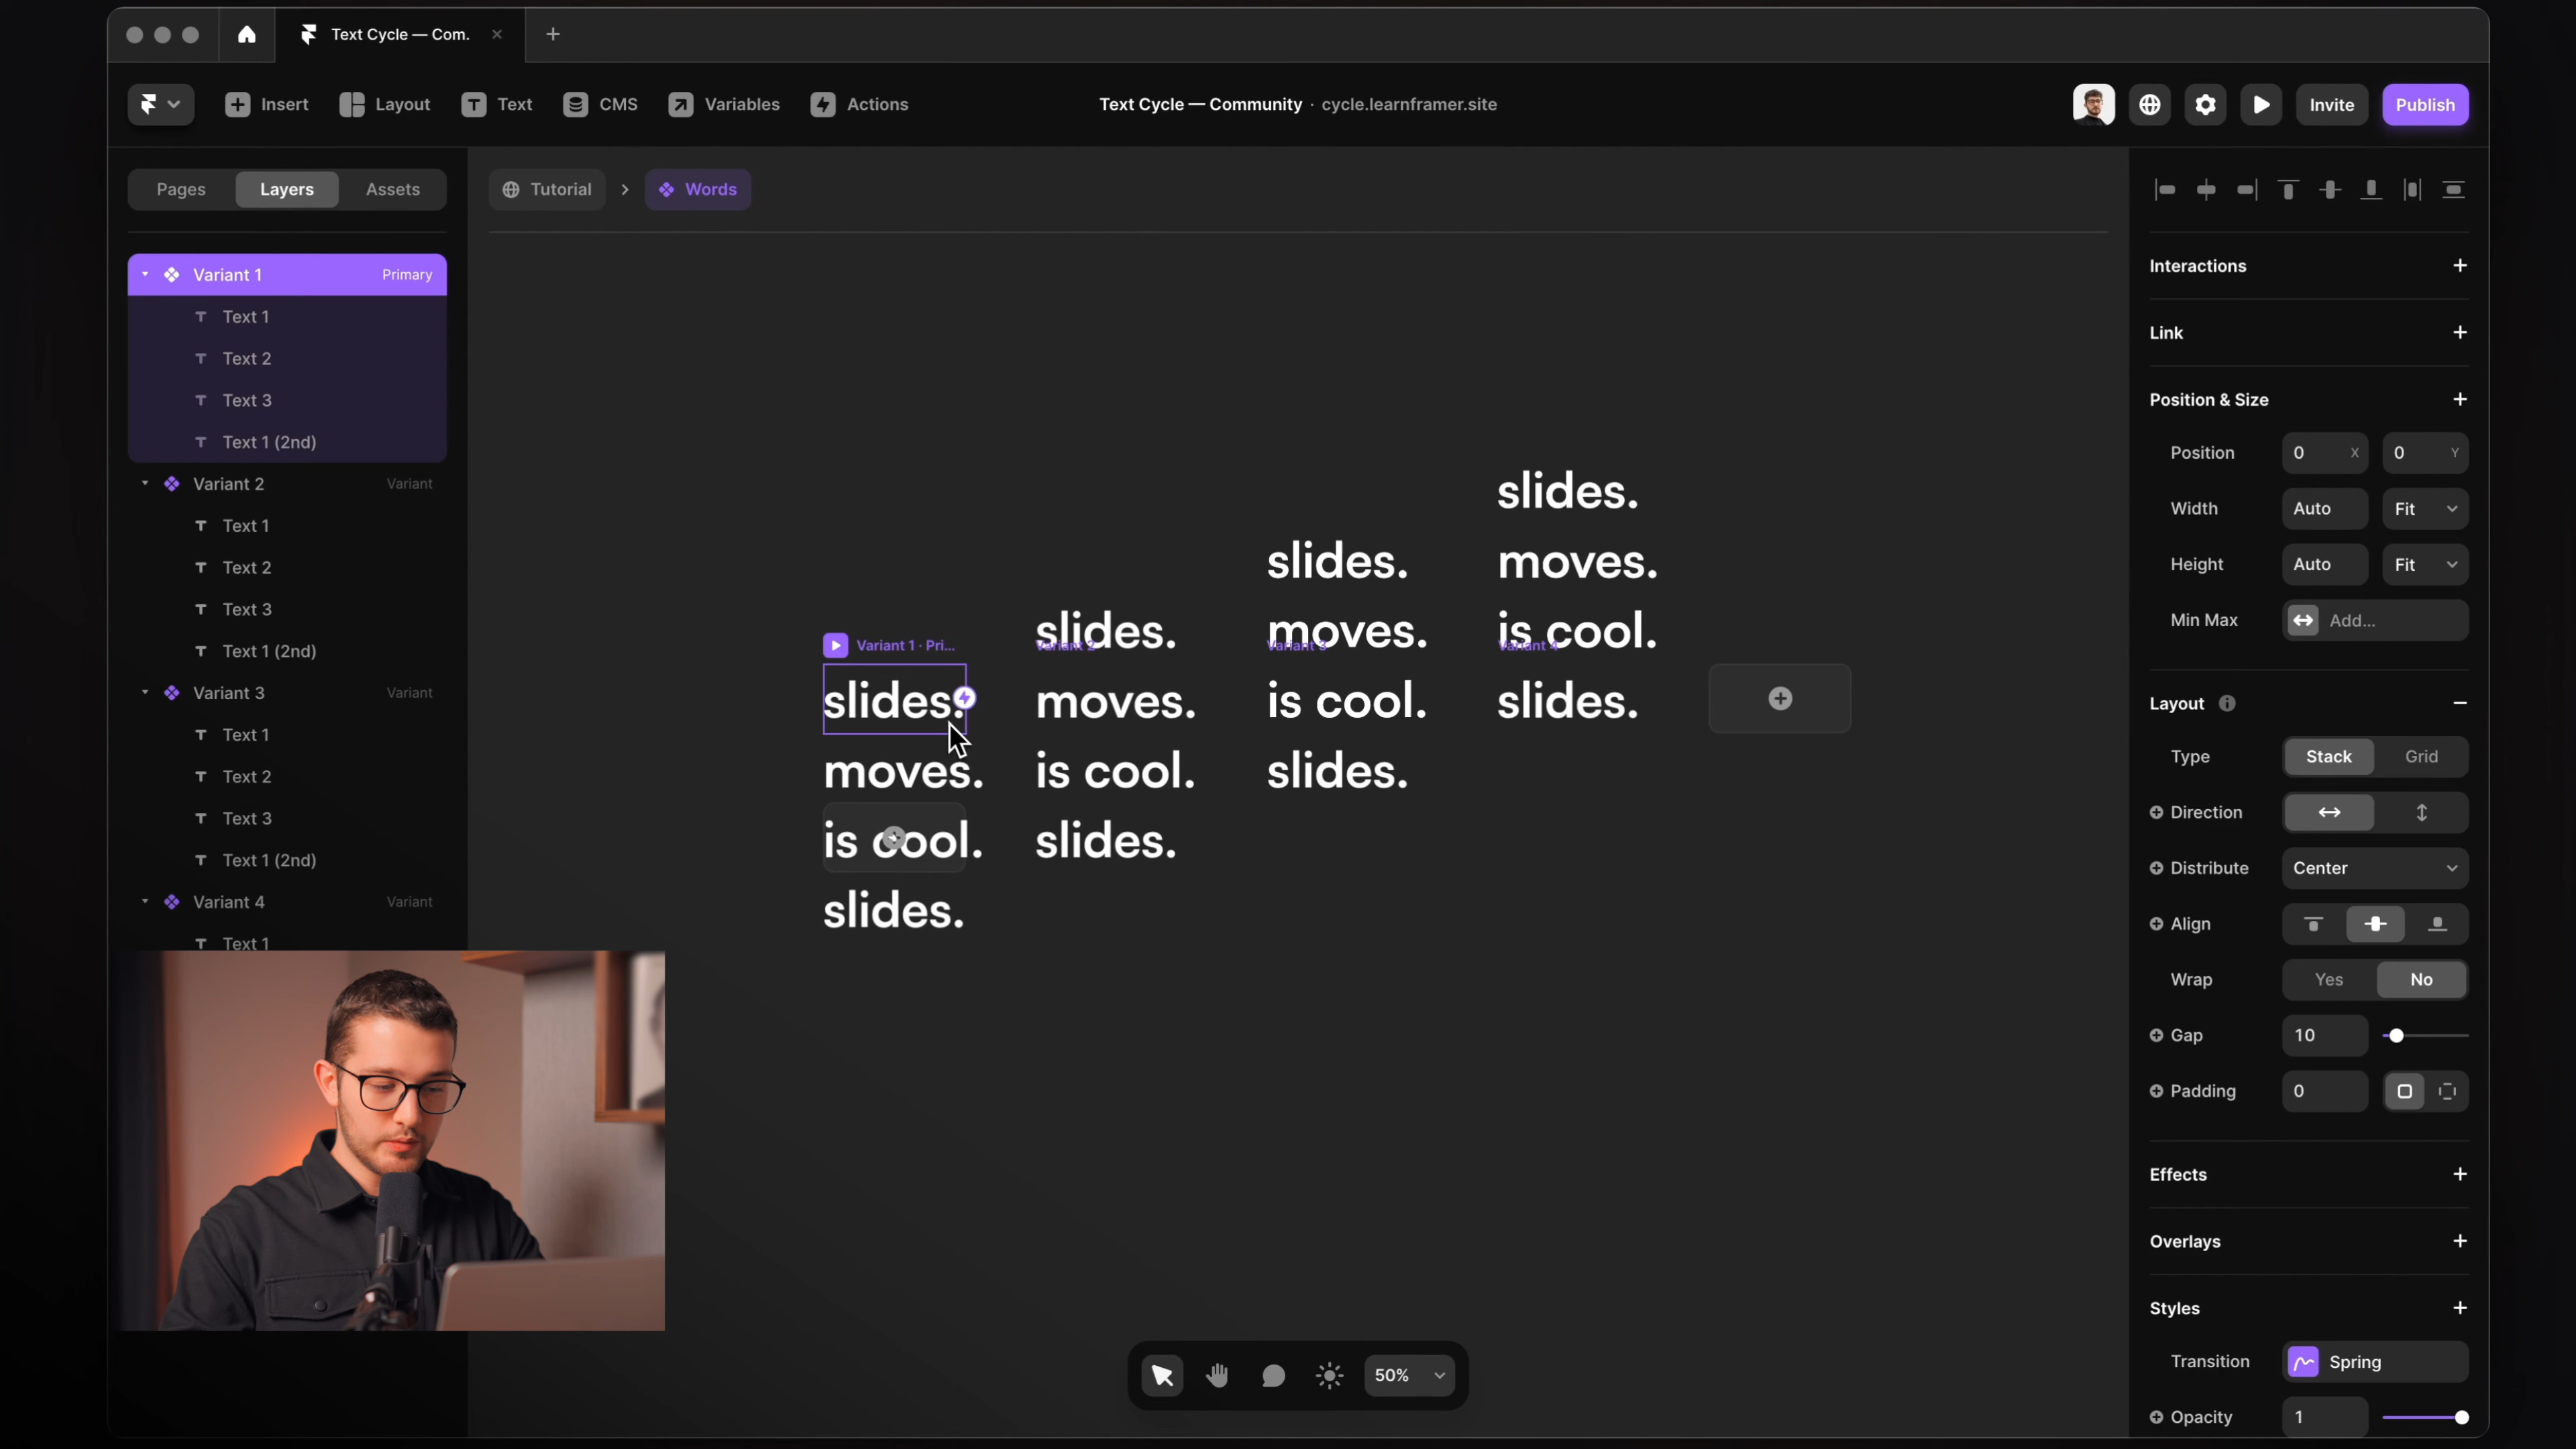 Text Cycle — Com.
Insert
Layout
Text
CMS
Variables
Actions
Text Cycle — Community · cycle.learnframer.site
Invite
Publish
Pages
Layers
Assets
Tutorial
Words
Variant 1 Primary
Text 1
Text 2
Text 3
Text 1 (2nd)
Variant 2 Variant
Text 1
Text 2
Text 3
Text 1 (2nd)
Variant 3 Variant
Text 1
Text 2
Text 3
Text 1 (2nd)
Variant 4 Variant
Text 1
Variant 1 · Pri...
slides.
moves.
is cool.
slides.
Variant 2
slides.
moves.
is cool.
slides.
Variant 3
slides.
moves.
is cool.
slides.
Variant 4
slides.
moves.
is cool.
slides.
50%
Interactions
Link
Position & Size
Position 0 X 0 Y
Width Auto Fit
Height Auto Fit
Min Max Add...
Layout
Type Stack Grid
Direction
Distribute Center
Align
Wrap Yes No
Gap 10
Padding 0
Effects
Overlays
Styles
Transition Spring
Opacity 1